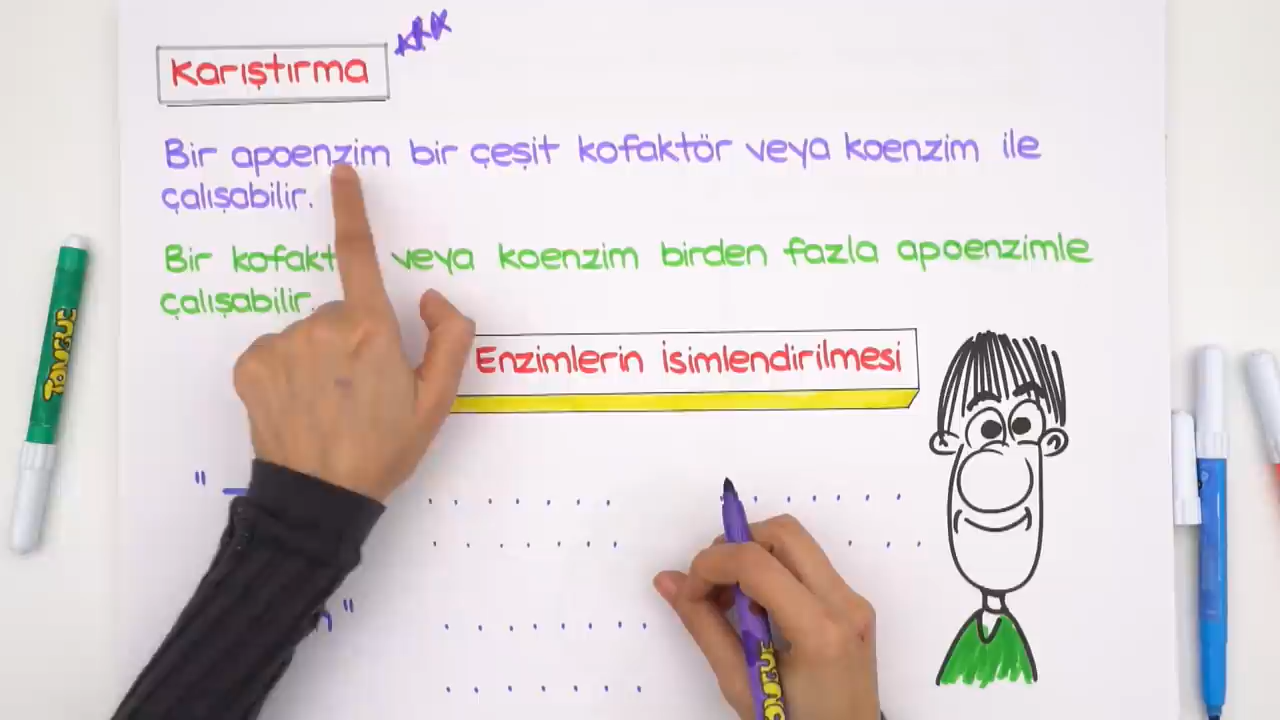 Karıştırma
Bir apoenzim bir çeşit kofaktör veya koenzim ile
çalışabilir.
Bir veya koenzim birden fazla apoenzimle
çalışabilir.
Enzimlerin isimlendirilmesi